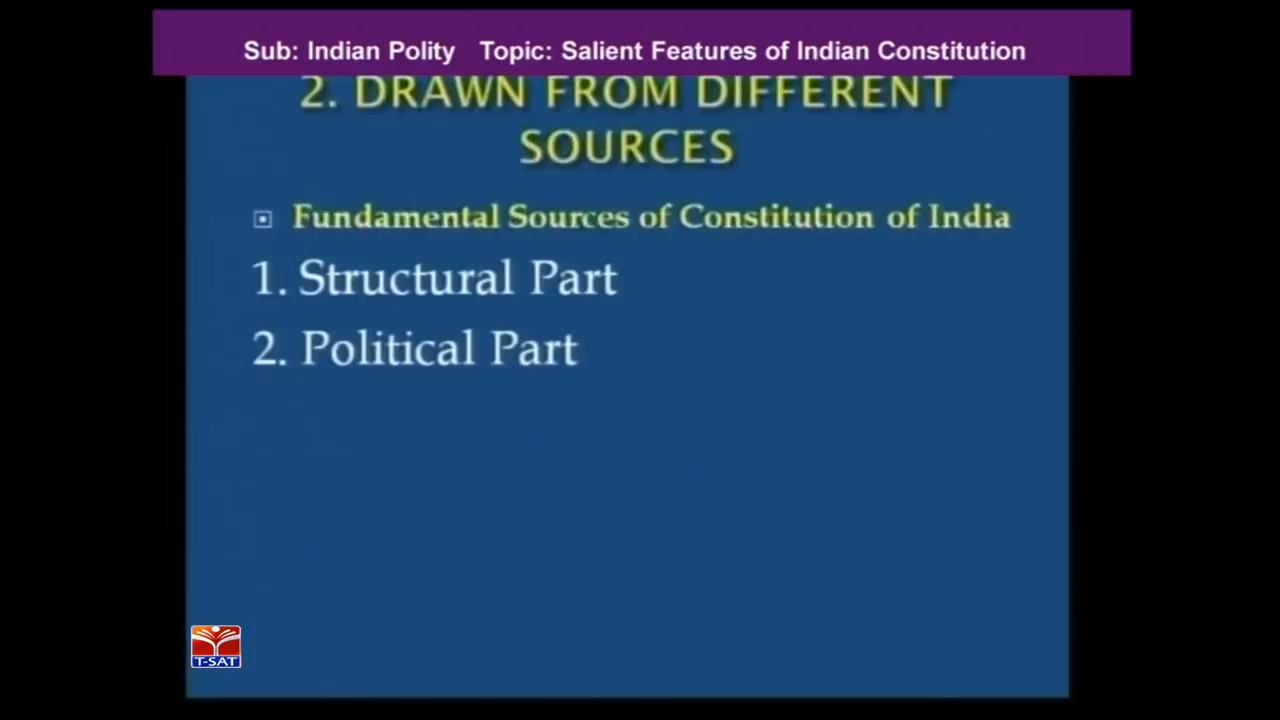 Sub: Indian Polity Topic: Salient Features of Indian Constitution
2. DRAWN FROM DIFFERENT
SOURCES
Fundamental Sources of Constitution of India
1. Structural Part
2. Political Part
T-SAT